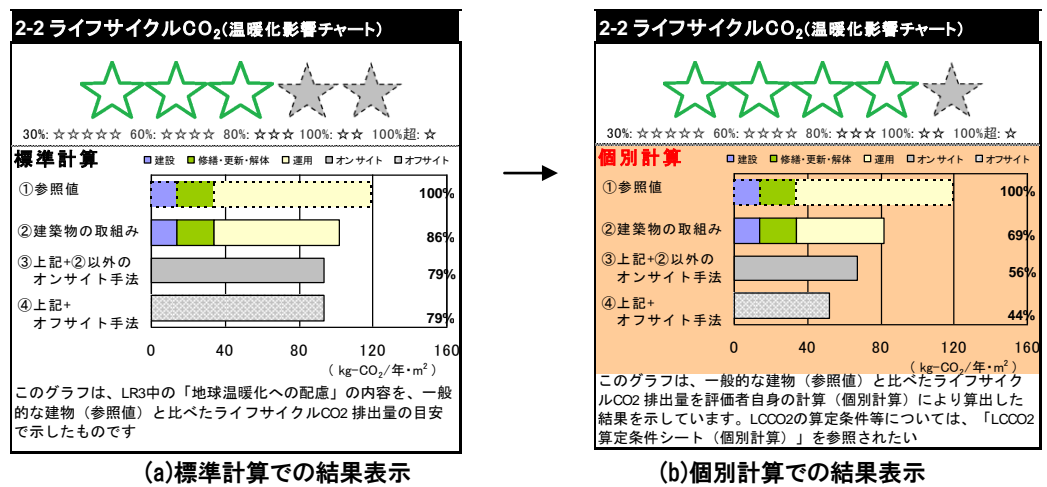 2-2 ライフサイクルCO₂(温暖化影響チャート)
30%: ☆☆☆☆☆ 60%: ☆☆☆☆ 80%: ☆☆☆ 100%: ☆☆ 100%超: ☆
標準計算
建設 修繕・更新・解体 運用 オンサイト オフサイト
①参照値 100%
②建築物の取組み 86%
③上記+②以外の
オンサイト手法 79%
④上記+
オフサイト手法 79%
0 40 80 120 160
( kg-CO₂/年・m² )
このグラフは、LR3中の「地球温暖化への配慮」の内容を、一般
的な建物（参照値）と比べたライフサイクルCO2 排出量の目安
で示したものです
(a)標準計算での結果表示
2-2 ライフサイクルCO₂(温暖化影響チャート)
30%: ☆☆☆☆☆ 60%: ☆☆☆☆ 80%: ☆☆☆ 100%: ☆☆ 100%超: ☆
個別計算
建設 修繕・更新・解体 運用 オンサイト オフサイト
①参照値 100%
②建築物の取組み 69%
③上記+②以外の
オンサイト手法 56%
④上記+
オフサイト手法 44%
0 40 80 120 160
( kg-CO₂/年・m² )
このグラフは、一般的な建物（参照値）と比べたライフサイク
ルCO2 排出量を評価者自身の計算（個別計算）により算出した
結果を示しています。LCCO2の算定条件等については、「LCCO2
算定条件シート（個別計算）」を参照されたい
(b)個別計算での結果表示